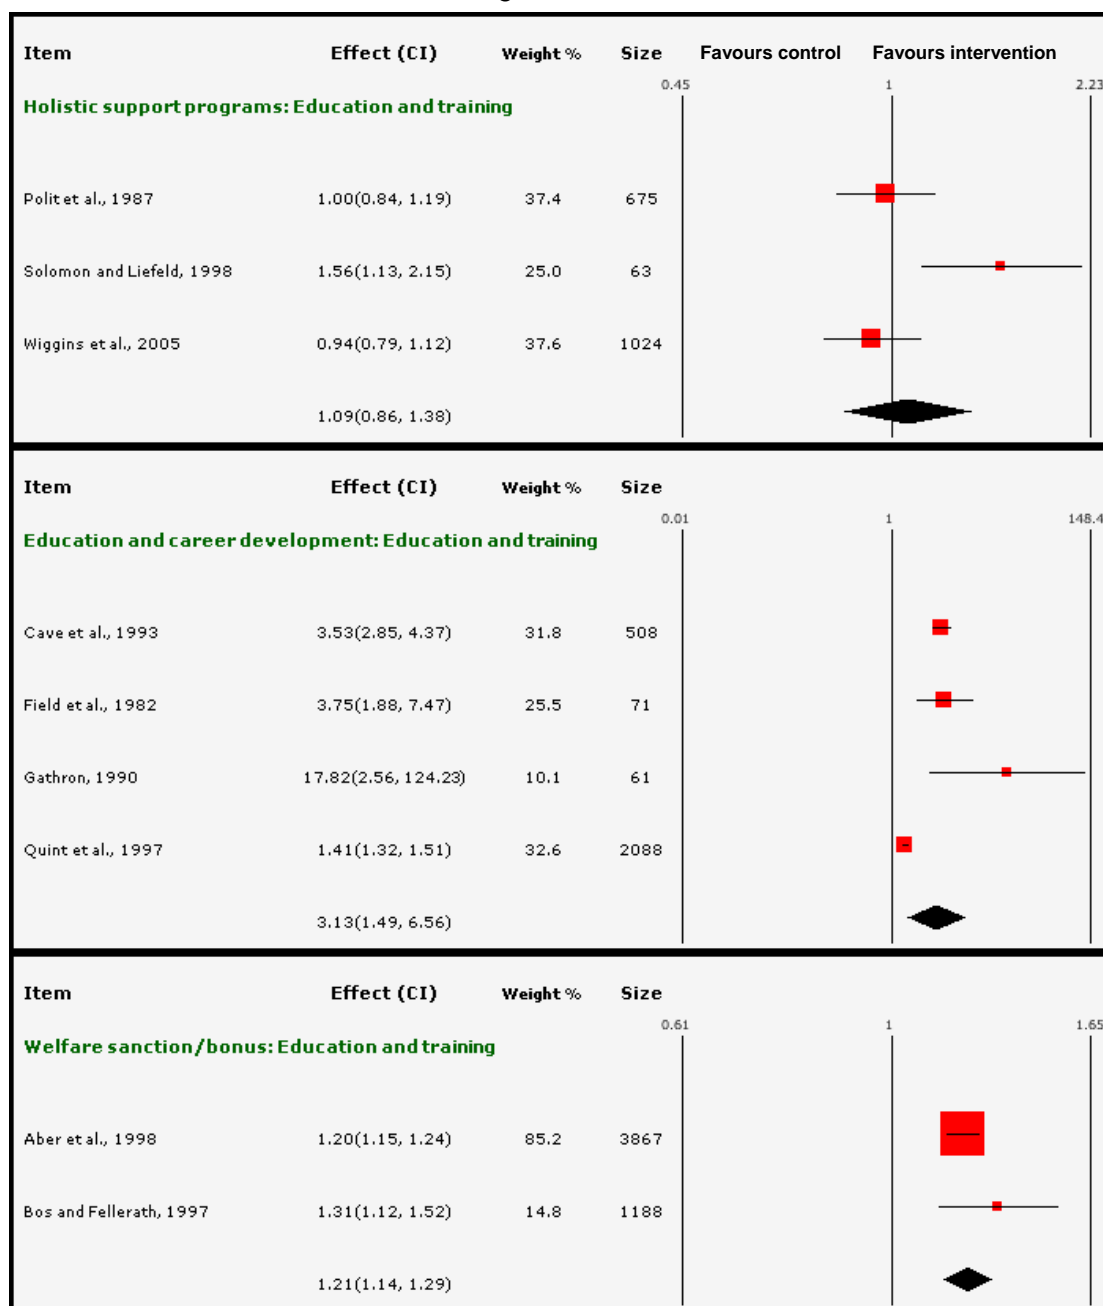 Item Effect (CI) Weight % Size Favours control Favours intervention
0.45 1 2.23
Holistic support programs: Education and training
Polit et al., 1987 1.00(0.84, 1.19) 37.4 675
Solomon and Liefeld, 1998 1.56(1.13, 2.15) 25.0 63
Wiggins et al., 2005 0.94(0.79, 1.12) 37.6 1024
1.09(0.86, 1.38)
Item Effect (CI) Weight % Size
0.01 1 148.4
Education and career development: Education and training
Cave et al., 1993 3.53(2.85, 4.37) 31.8 508
Field et al., 1982 3.75(1.88, 7.47) 25.5 71
Gathron, 1990 17.82(2.56, 124.23) 10.1 61
Quint et al., 1997 1.41(1.32, 1.51) 32.6 2088
3.13(1.49, 6.56)
Item Effect (CI) Weight % Size
0.61 1 1.65
Welfare sanction/bonus: Education and training
Aber et al., 1998 1.20(1.15, 1.24) 85.2 3867
Bos and Fellerath, 1997 1.31(1.12, 1.52) 14.8 1188
1.21(1.14, 1.29)